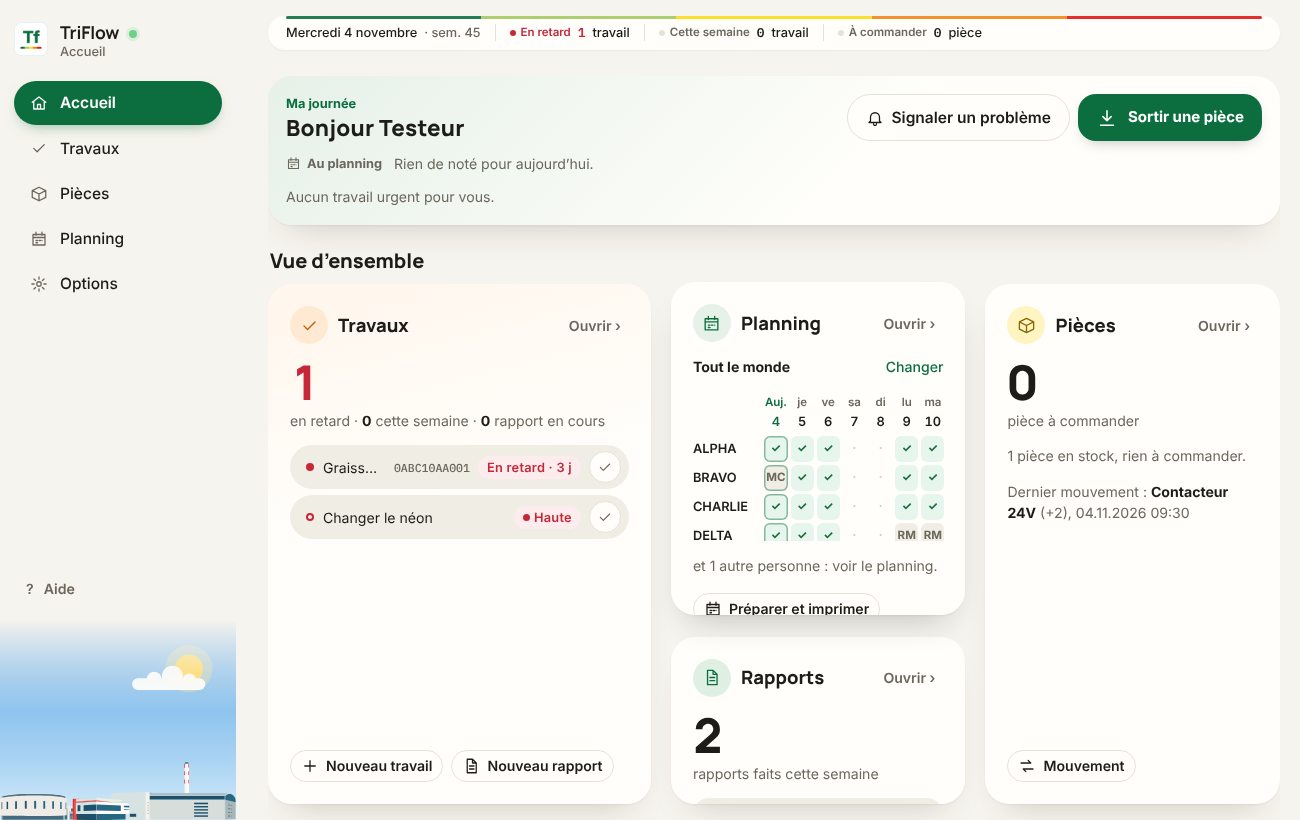 Tf
TriFlow
Accueil
Accueil
Travaux
Pièces
Planning
Options
? Aide
Mercredi 4 novembre · sem. 45 En retard 1 travail Cette semaine 0 travail À commander 0 pièce
Ma journée
Bonjour Testeur
Signaler un problème
Sortir une pièce
Au planning Rien de noté pour aujourd’hui.
Aucun travail urgent pour vous.
Vue d’ensemble
Travaux Ouvrir ›
1
en retard · 0 cette semaine · 0 rapport en cours
Graiss... 0ABC10AA001 En retard · 3 j
Changer le néon Haute
Nouveau travail Nouveau rapport
Planning Ouvrir ›
Tout le monde Changer
Auj. je ve sa di lu ma
4 5 6 7 8 9 10
ALPHA
BRAVO MC
CHARLIE
DELTA RM RM
et 1 autre personne : voir le planning.
Préparer et imprimer
Rapports Ouvrir ›
2
rapports faits cette semaine
Pièces Ouvrir ›
0
pièce à commander
1 pièce en stock, rien à commander.
Dernier mouvement : Contacteur
24V (+2), 04.11.2026 09:30
Mouvement